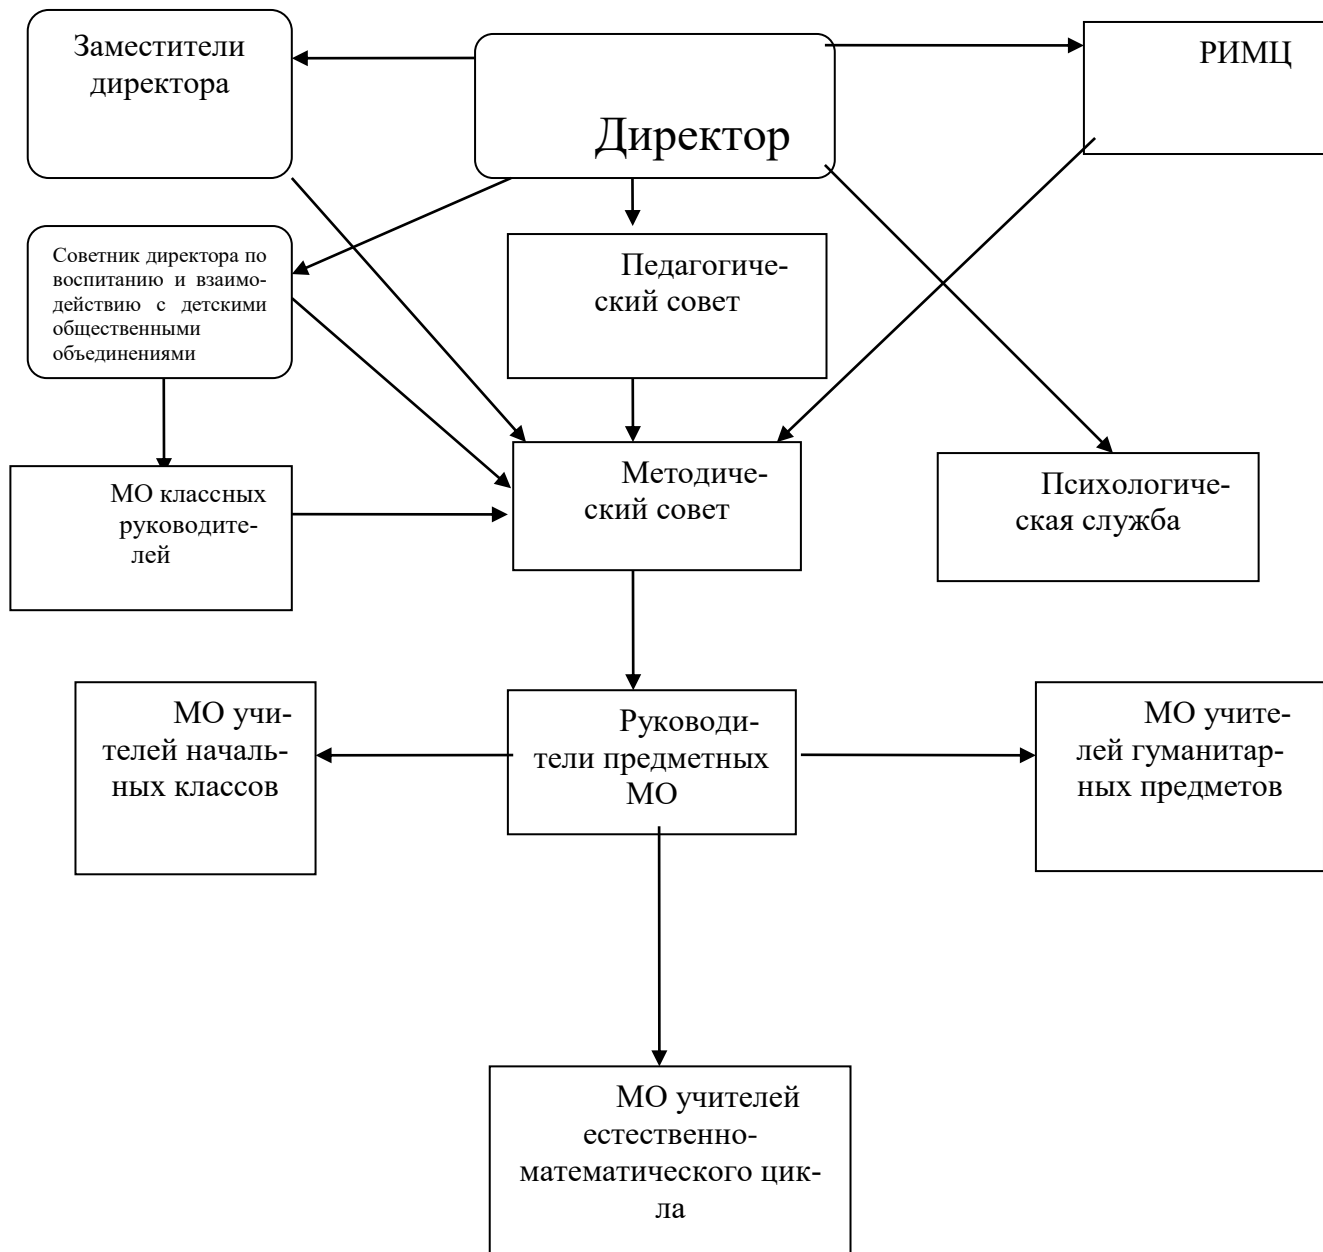 Заместители
директора
Директор
РИМЦ
Советник директора по
воспитанию и взаимо-
действию с детскими
общественными
объединениями
Педагогиче-
ский совет
МО классных
руководите-
лей
Методиче-
ский совет
Психологиче-
ская служба
МО учи-
телей началь-
ных классов
Руководи-
тели предметных
МО
МО учите-
лей гуманитар-
ных предметов
МО учителей
естественно-
математического цик-
ла